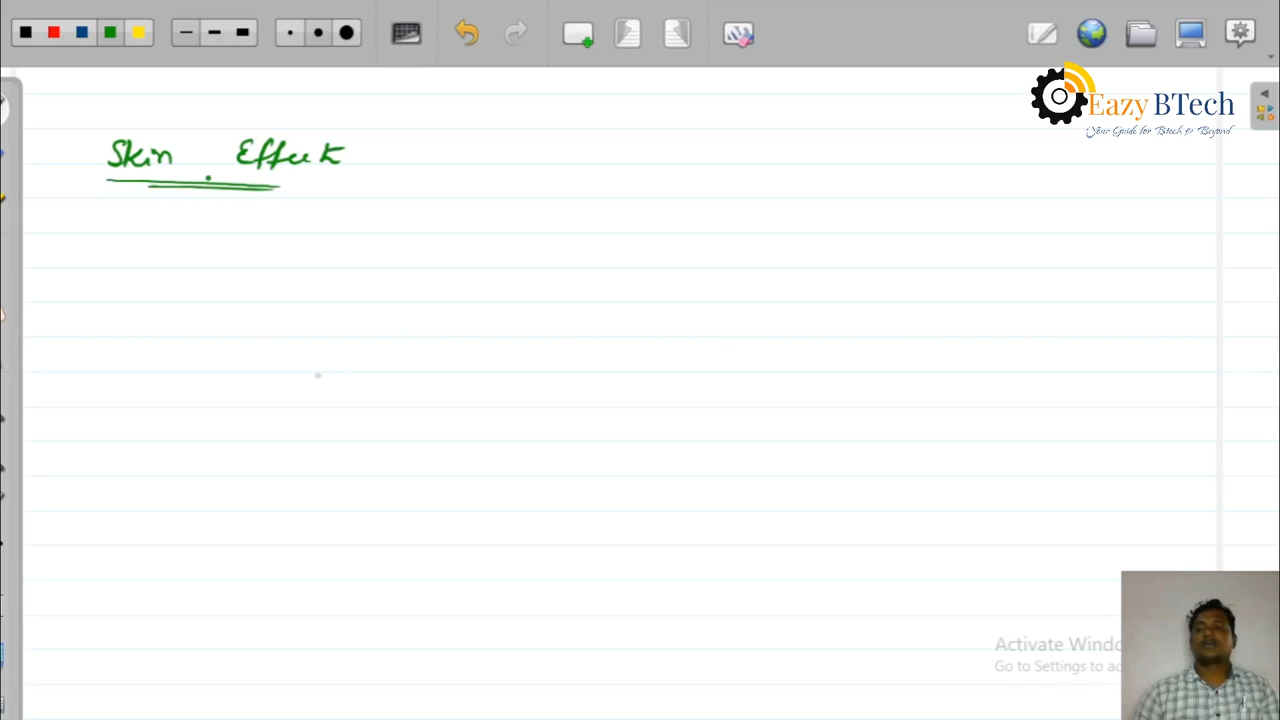 Eazy BTech
Your Guide for Btech & Beyond
Skin Effect
Activate Windo
Go to Settings to ac